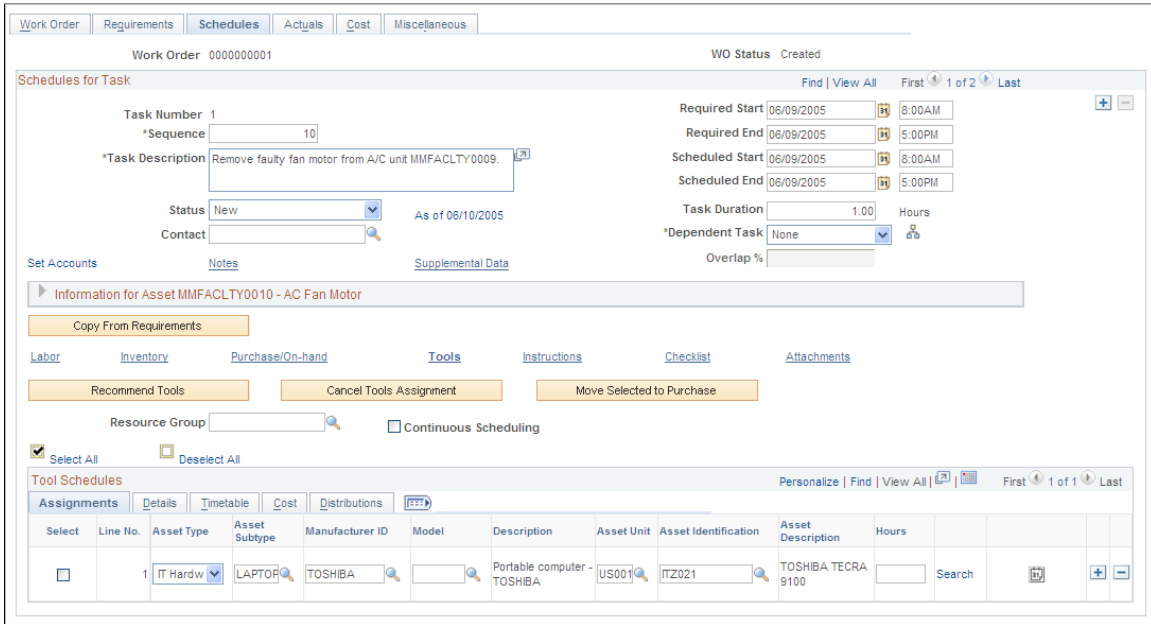 Work Order Requirements Schedules Actuals Cost Miscellaneous
Work Order 0000000001 WO Status Created
Schedules for Task Find | View All First 1 of 2 Last
Task Number 1 Required Start 06/09/2005 8:00AM
*Sequence 10 Required End 06/09/2005 5:00PM
*Task Description Remove faulty fan motor from A/C unit MMFACLTY0009. Scheduled Start 06/09/2005 8:00AM
Scheduled End 06/09/2005 5:00PM
Status New As of 06/10/2005 Task Duration 1.00 Hours
Contact *Dependent Task None
Set Accounts Notes Supplemental Data Overlap %
Information for Asset MMFACLTY0010 - AC Fan Motor
Copy From Requirements
Labor Inventory Purchase/On-hand Tools Instructions Checklist Attachments
Recommend Tools Cancel Tools Assignment Move Selected to Purchase
Resource Group Continuous Scheduling
Select All Deselect All
Tool Schedules Personalize | Find | View All | | First 1 of 1 Last
Assignments Details Timetable Cost Distributions
Select Line No. Asset Type Asset Subtype Manufacturer ID Model Description Asset Unit Asset Identification Asset Description Hours
1 IT Hardw LAPTOP TOSHIBA Portable computer - TOSHIBA US001 ITZ021 TOSHIBA TECRA 9100 Search